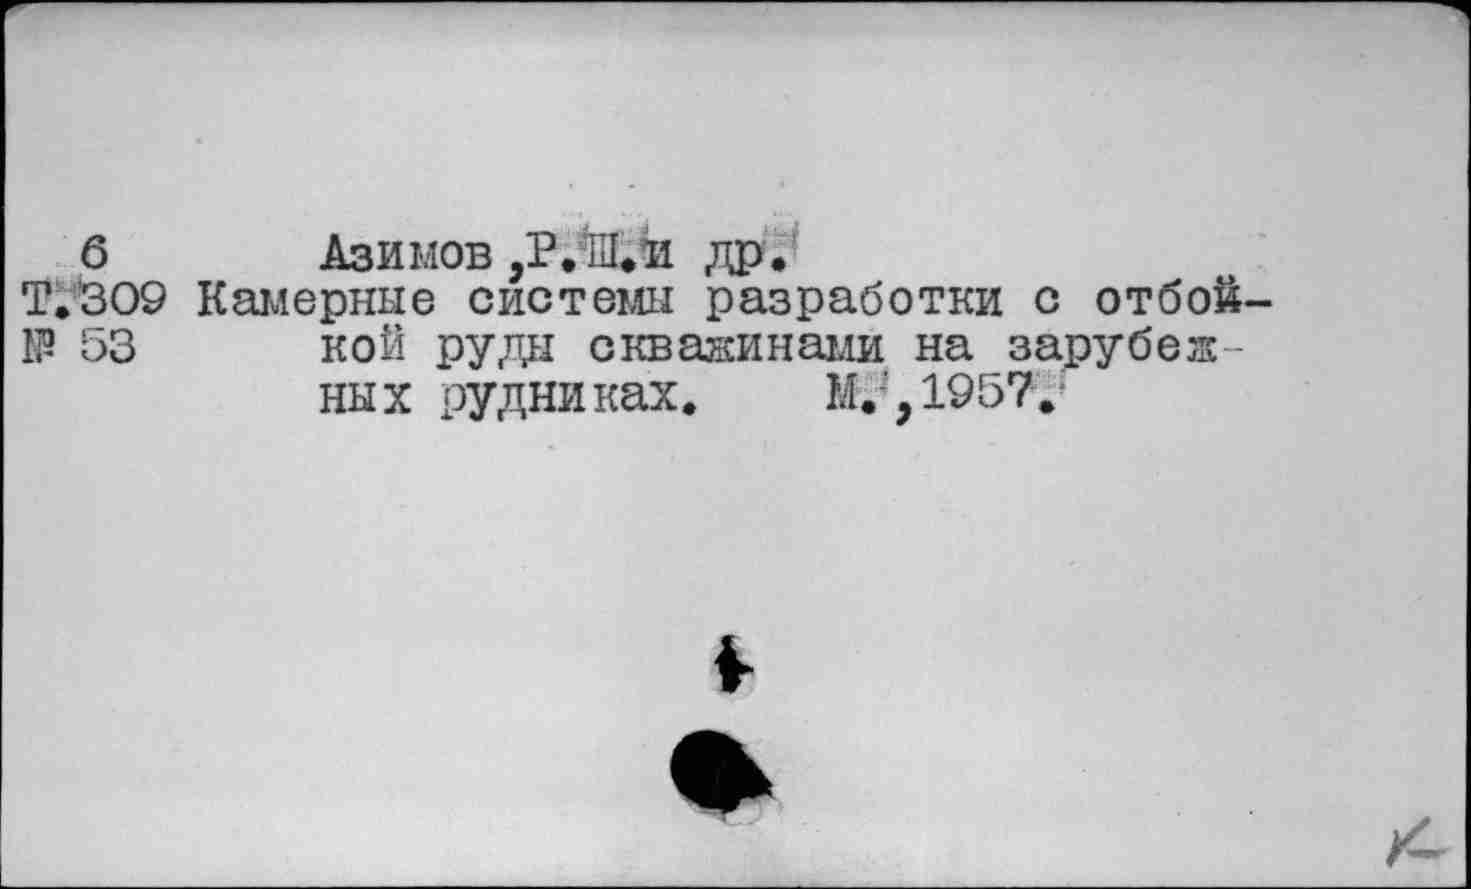 6 Азимов,Р.Ш.и др.
Т.309 Камерные системы разработки с отбой-
№ 53 кой руды скважинами на зарубеж-
ных рудниках. М.,1957.